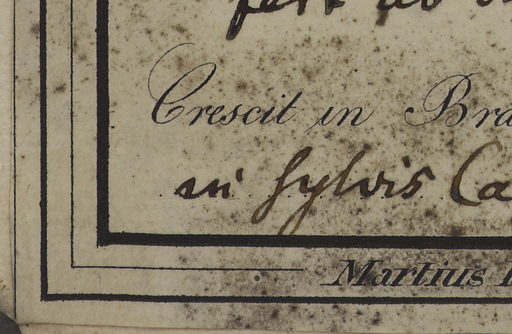 Crescit in Bra
in sylvis Ca
Martius